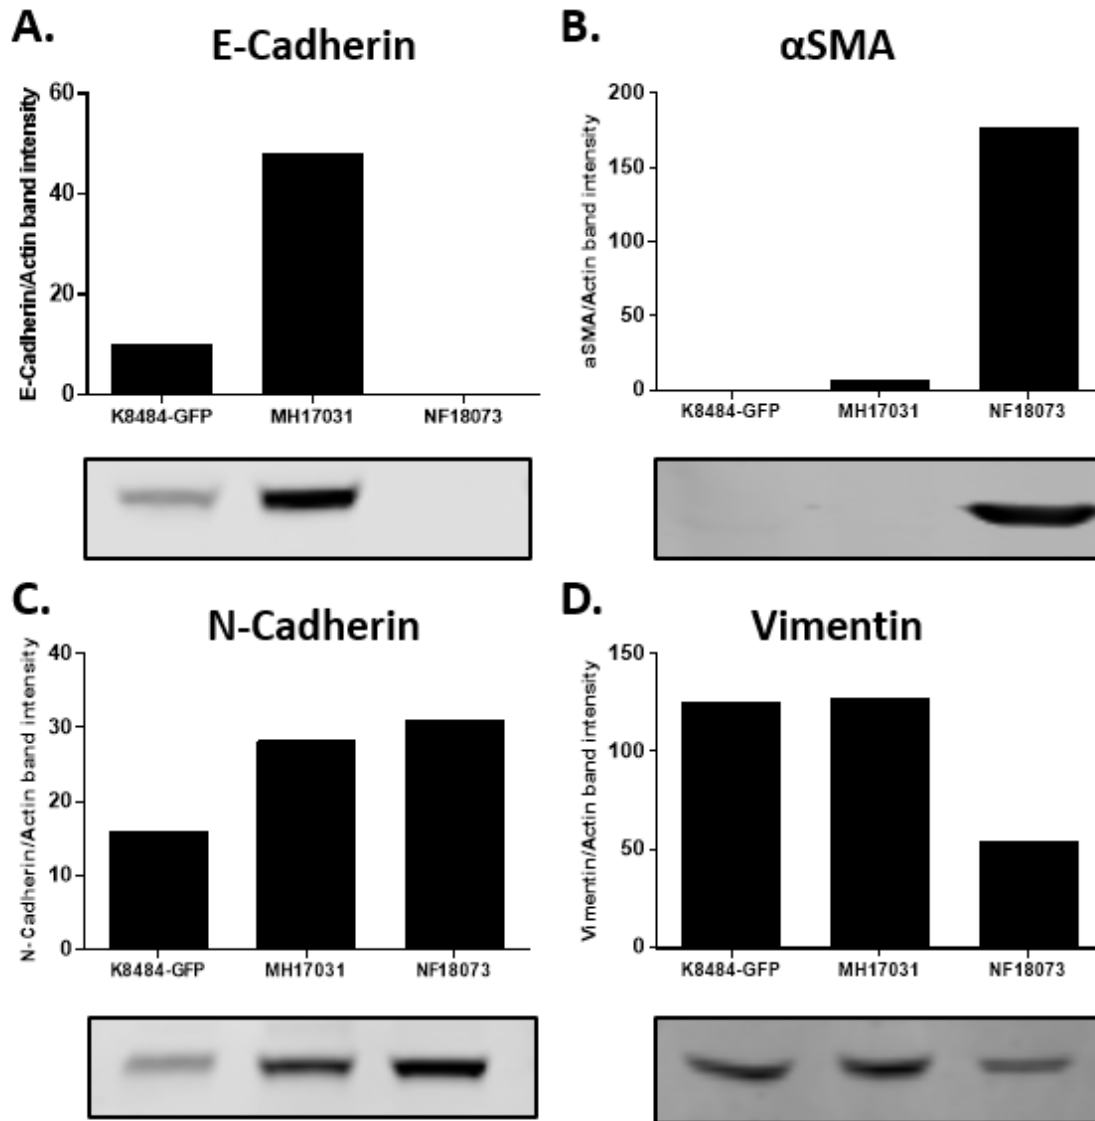 A.
E-Cadherin
E-Cadherin/Actin band intensity
60
40
20
0
K8484-GFP MH17031 NF18073
B.
αSMA
aSMA/Actin band intensity
200
150
100
50
0
K8484-GFP MH17031 NF18073
C.
N-Cadherin
N-Cadherin/Actin band intensity
40
30
20
10
0
K8484-GFP MH17031 NF18073
D.
Vimentin
Vimentin/Actin band intensity
150
100
50
0
K8484-GFP MH17031 NF18073